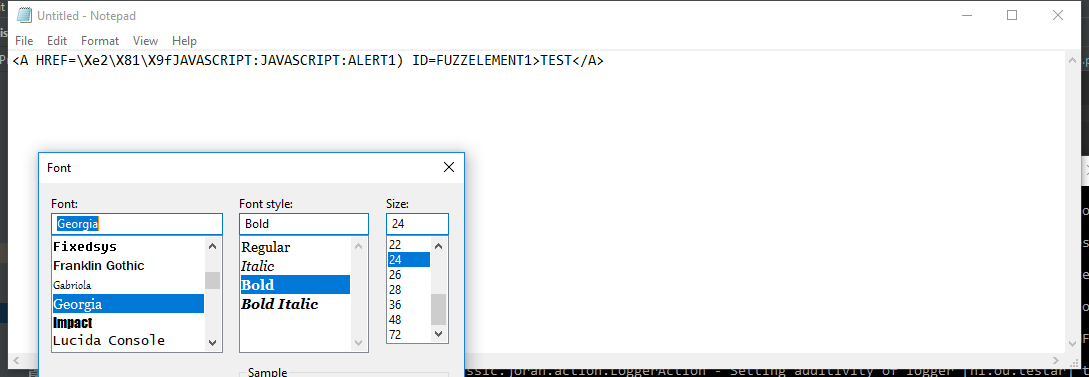 Untitled - Notepad
File Edit Format View Help
<A HREF=\Xe2\X81\X9fJAVASCRIPT:JAVASCRIPT:ALERT1) ID=FUZZELEMENT1>TEST</A>
Font
Font: Font style: Size:
Georgia Bold 24
Fixedsys Regular 22
Franklin Gothic Italic 24
Gabriola Bold 26
Georgia Bold Italic 28
Impact 36
Lucida Console 48
72
Sample
ssic.joran.action.LoggerAction - Setting additivity of logger [nl.ou.testar] t